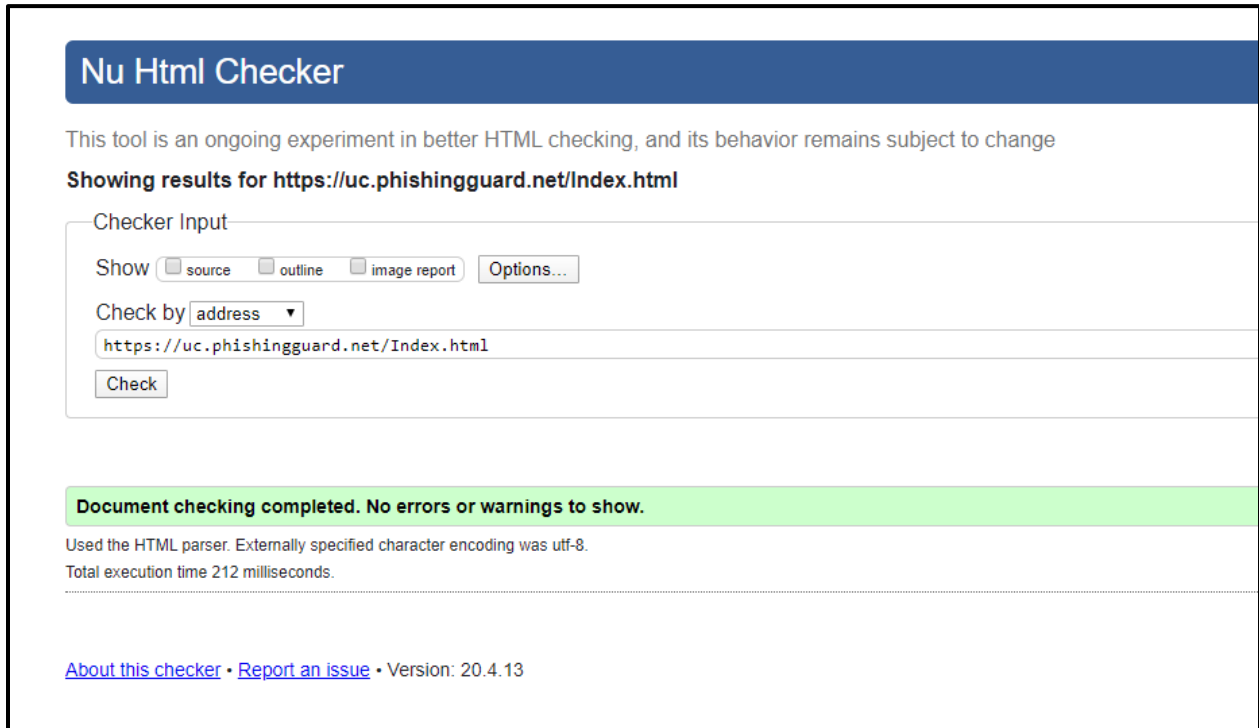 Nu Html Checker
This tool is an ongoing experiment in better HTML checking, and its behavior remains subject to change
Showing results for https://uc.phishingguard.net/Index.html
Checker Input
Show source outline image report Options...
Check by address
https://uc.phishingguard.net/Index.html
Check
Document checking completed. No errors or warnings to show.
Used the HTML parser. Externally specified character encoding was utf-8.
Total execution time 212 milliseconds.
About this checker • Report an issue • Version: 20.4.13